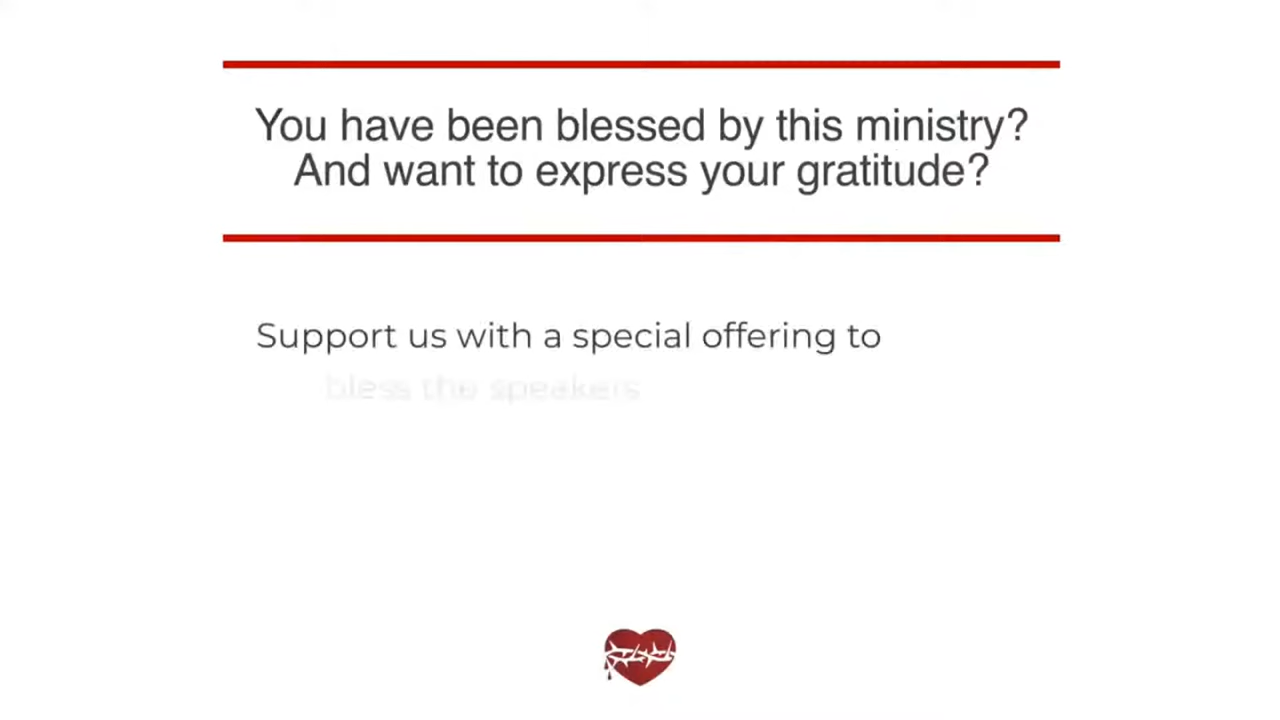 You have been blessed by this ministry?
And want to express your gratitude?
Support us with a special offering to
bless the speakers